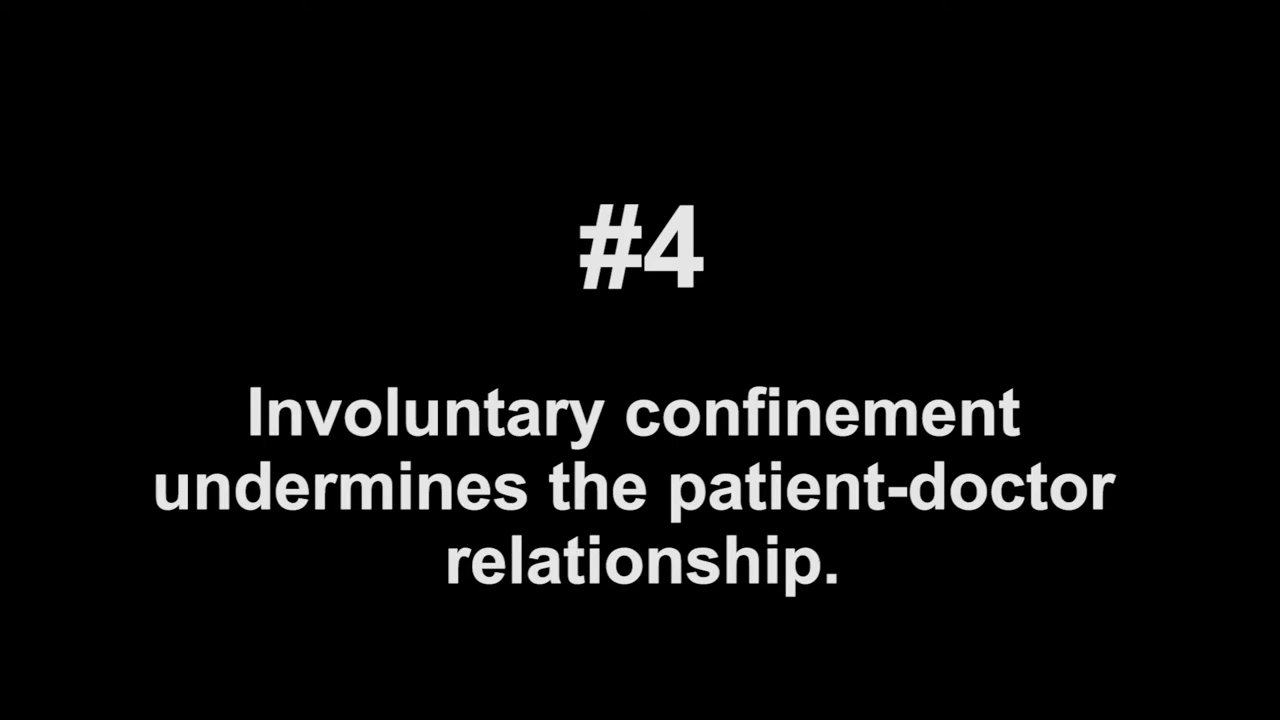 #4
Involuntary confinement
undermines the patient-doctor
relationship.